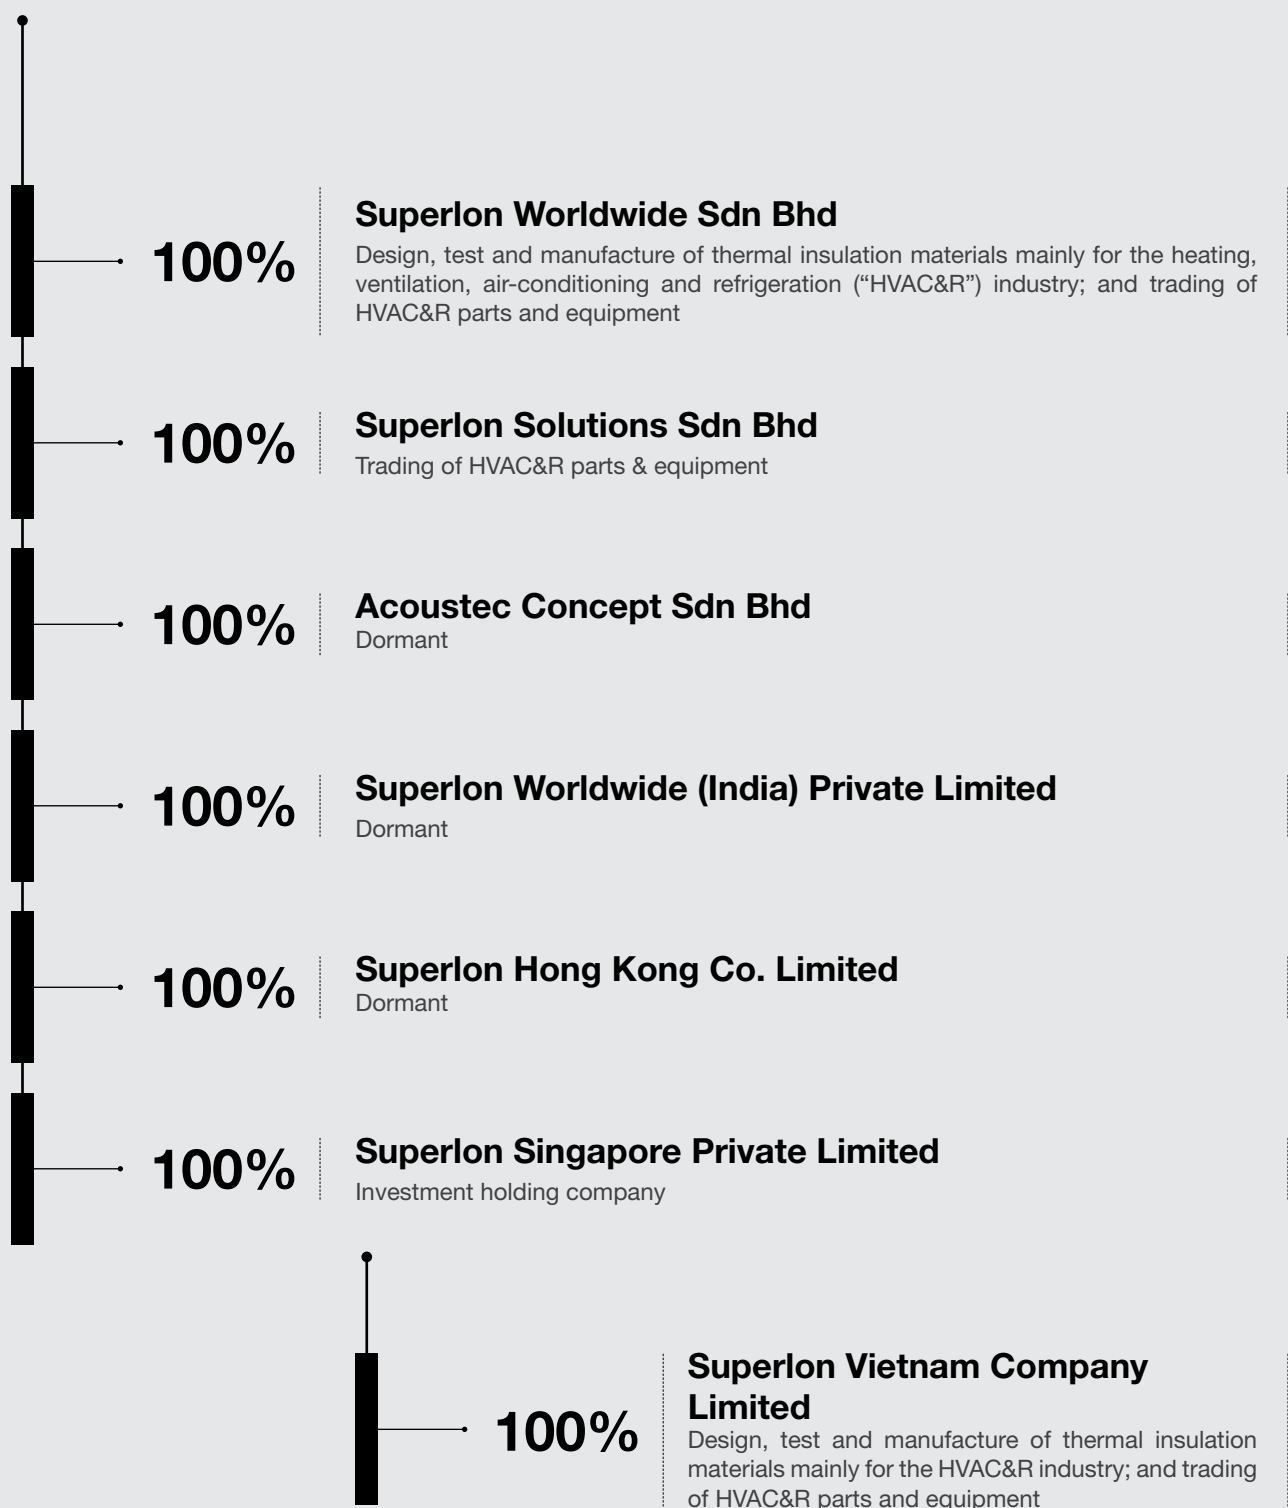 100%
Superlon Worldwide Sdn Bhd
Design, test and manufacture of thermal insulation materials mainly for the heating,
ventilation, air-conditioning and refrigeration (“HVAC&R”) industry; and trading of
HVAC&R parts and equipment
100%
Superlon Solutions Sdn Bhd
Trading of HVAC&R parts & equipment
100%
Acoustec Concept Sdn Bhd
Dormant
100%
Superlon Worldwide (India) Private Limited
Dormant
100%
Superlon Hong Kong Co. Limited
Dormant
100%
Superlon Singapore Private Limited
Investment holding company
100%
Superlon Vietnam Company
Limited
Design, test and manufacture of thermal insulation
materials mainly for the HVAC&R industry; and trading
of HVAC&R parts and equipment